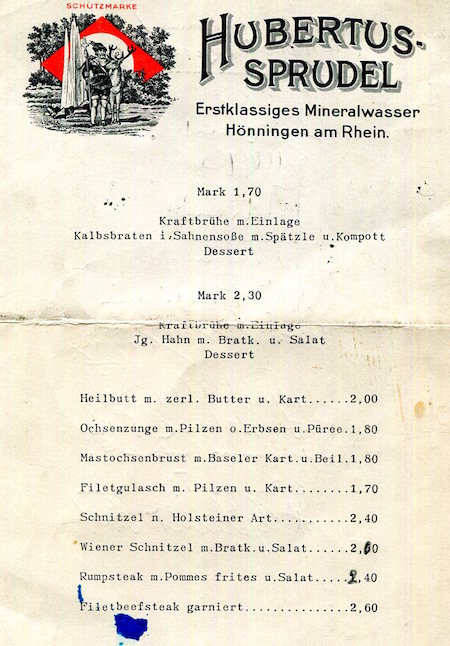 SCHUTZMARKE
HUBERTUS-
SPRUDEL
Erstklassiges Mineralwasser
Hönningen am Rhein.
Mark 1,70
Kraftbrühe m.Einlage
Kalbsbraten i.Sahnensoße m.Spätzle u.Kompott
Dessert
Mark 2,30
Kraftbrühe m.Einlage
Jg. Hahn m. Bratk. u. Salat
Dessert
Heilbutt m. zerl. Butter u. Kart......2,00
Ochsenzunge m.Pilzen o.Erbsen u.Püree.1,80
Mastochsenbrust m.Baseler Kart.u.Beil.1,80
Filetgulasch m. Pilzen u. Kart........1,70
Schnitzel n. Holsteiner Art...........2,40
Wiener Schnitzel m.Bratk.u.Salat......
Rumpsteak m.Pommes frites u.Salat.....2,40
Filetbeefsteak garniert...............2,60